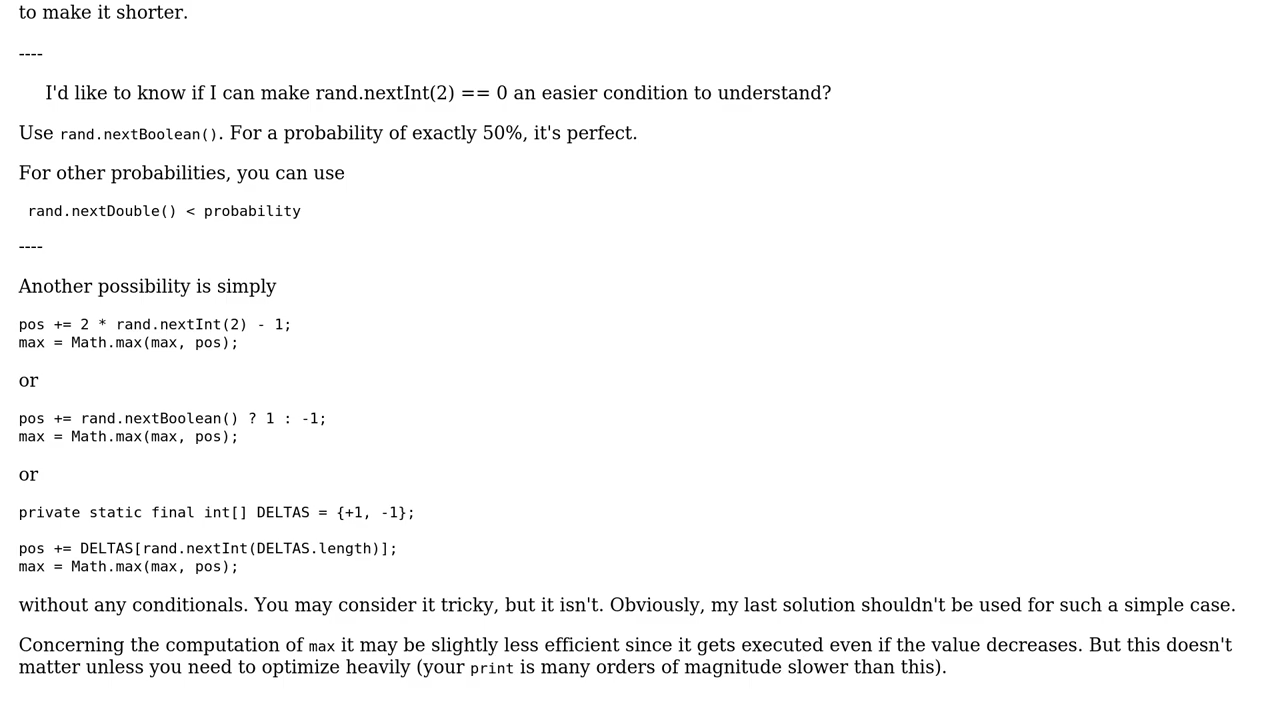 to make it shorter.
----
I'd like to know if I can make rand.nextInt(2) == 0 an easier condition to understand?
Use rand.nextBoolean(). For a probability of exactly 50%, it's perfect.
For other probabilities, you can use
rand.nextDouble() < probability
----
Another possibility is simply
pos += 2 * rand.nextInt(2) - 1;
max = Math.max(max, pos);
or
pos += rand.nextBoolean() ? 1 : -1;
max = Math.max(max, pos);
or
private static final int[] DELTAS = {+1, -1};
pos += DELTAS[rand.nextInt(DELTAS.length)];
max = Math.max(max, pos);
without any conditionals. You may consider it tricky, but it isn't. Obviously, my last solution shouldn't be used for such a simple case.
Concerning the computation of max it may be slightly less efficient since it gets executed even if the value decreases. But this doesn't
matter unless you need to optimize heavily (your print is many orders of magnitude slower than this).